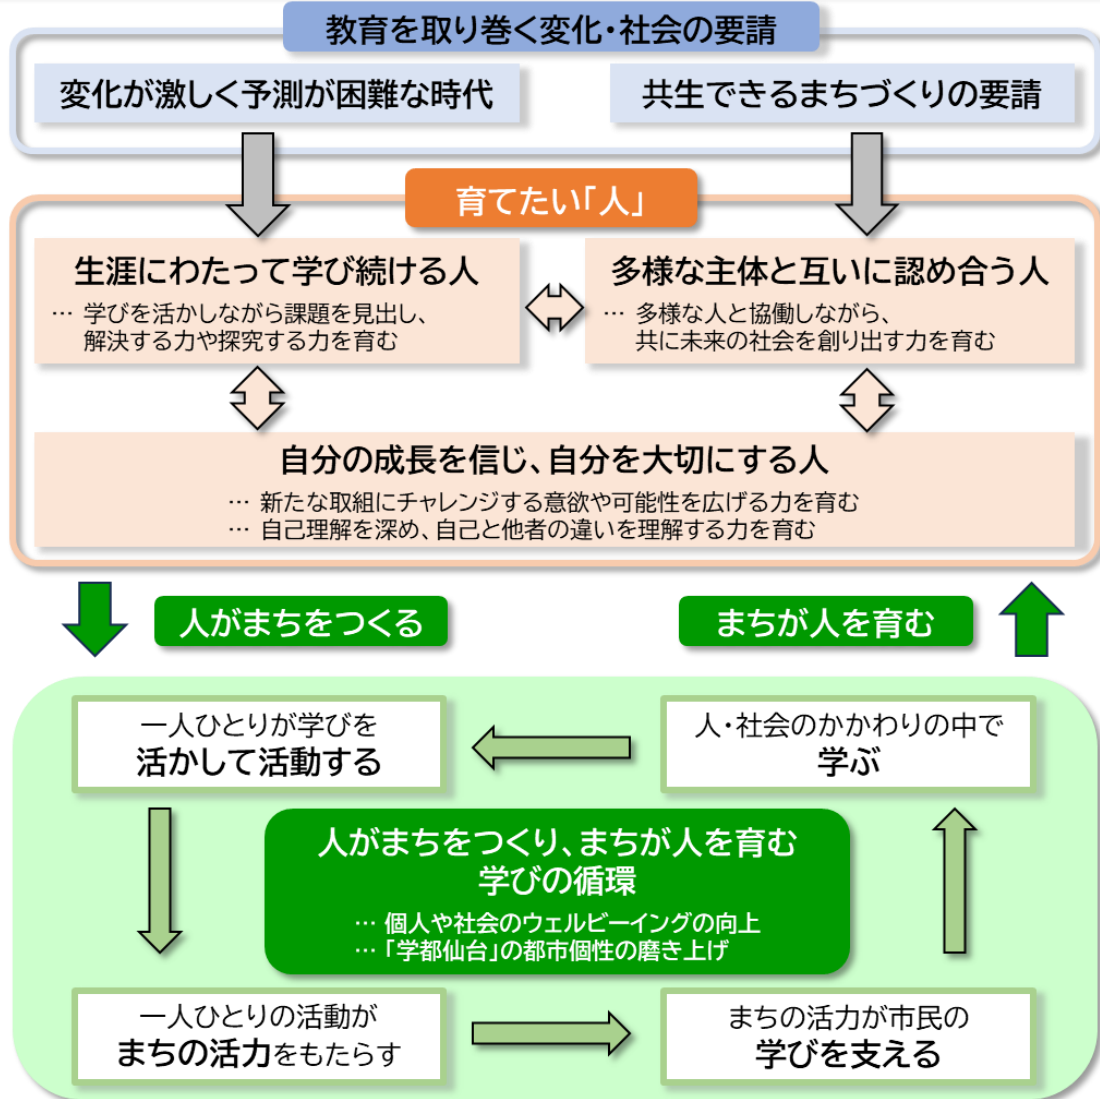 教育を取り巻く変化・社会の要請
変化が激しく予測が困難な時代
共生できるまちづくりの要請
育てたい「人」
生涯にわたって学び続ける人
… 学びを活かしながら課題を見出し、
解決する力や探究する力を育む
多様な主体と互いに認め合う人
… 多様な人と協働しながら、
共に未来の社会を創り出す力を育む
自分の成長を信じ、自分を大切にする人
… 新たな取組にチャレンジする意欲や可能性を広げる力を育む
… 自己理解を深め、自己と他者の違いを理解する力を育む
人がまちをつくる
まちが人を育む
一人ひとりが学びを
活かして活動する
人・社会のかかわりの中で
学ぶ
人がまちをつくり、まちが人を育む
学びの循環
… 個人や社会のウェルビーイングの向上
… 「学都仙台」の都市個性の磨き上げ
一人ひとりの活動が
まちの活力をもたらす
まちの活力が市民の
学びを支える